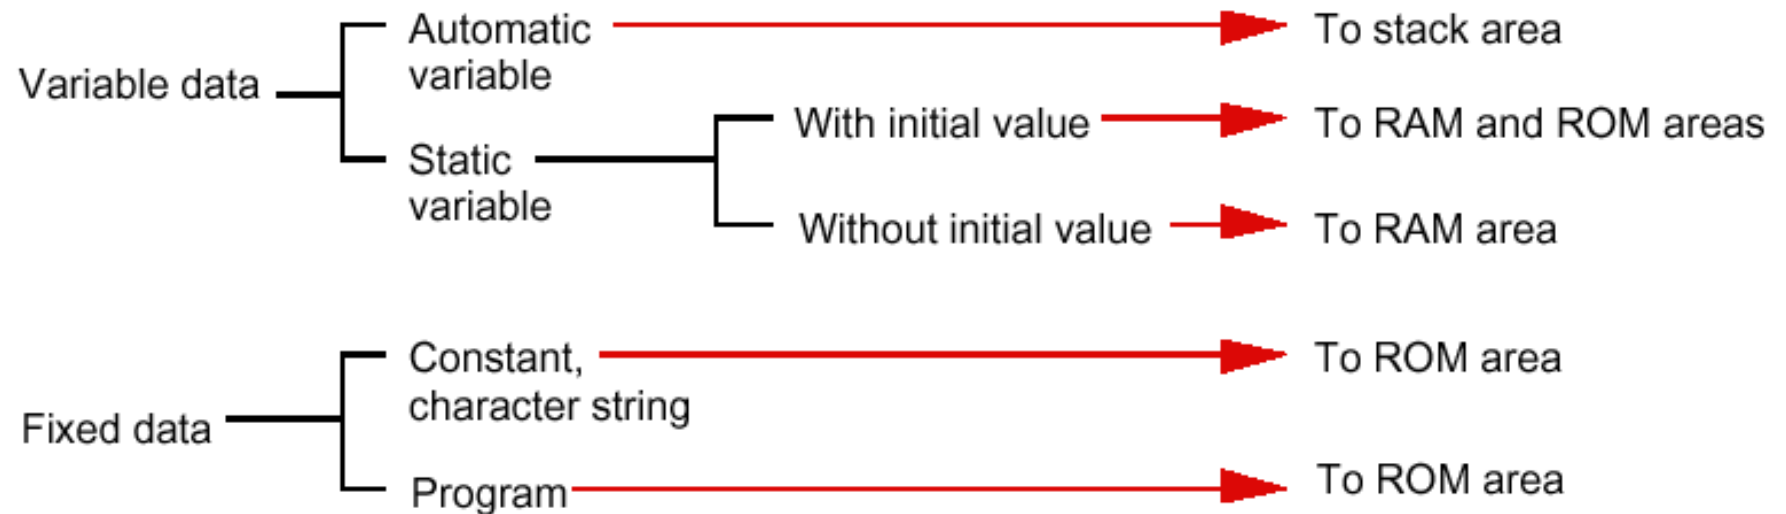 Variable data
Automatic
variable
To stack area
Static
variable
With initial value
To RAM and ROM areas
Without initial value
To RAM area
Fixed data
Constant,
character string
To ROM area
Program
To ROM area